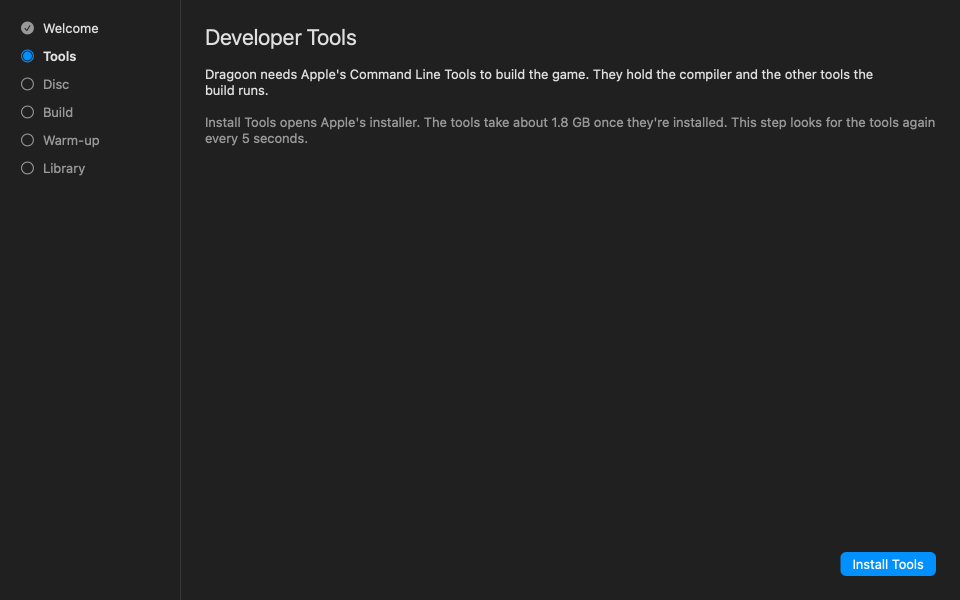 Welcome
Tools
Disc
Build
Warm-up
Library
Developer Tools
Dragoon needs Apple's Command Line Tools to build the game. They hold the compiler and the other tools the
build runs.
Install Tools opens Apple's installer. The tools take about 1.8 GB once they're installed. This step looks for the tools again
every 5 seconds.
Install Tools